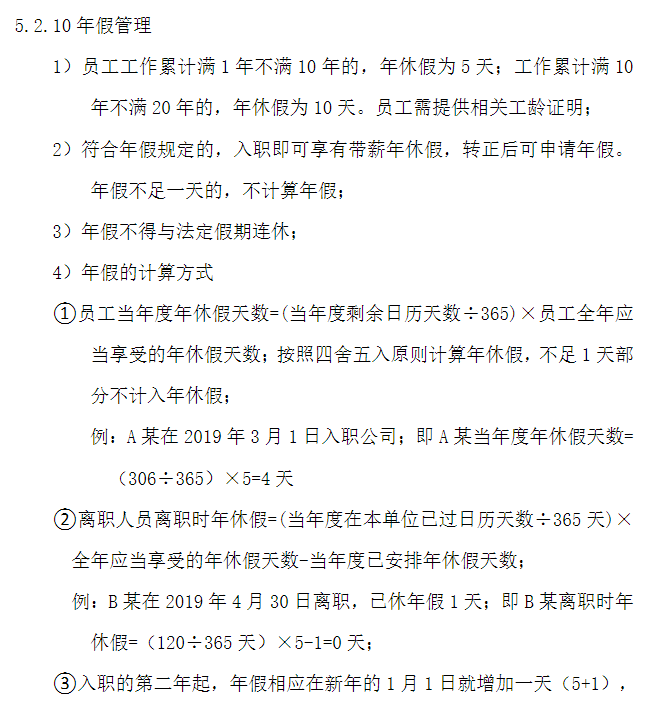 5.2.10 年假管理
1）员工工作累计满 1 年不满 10 年的，年休假为 5 天；工作累计满 10
年不满 20 年的，年休假为 10 天。员工需提供相关工龄证明；
2）符合年假规定的，入职即可享有带薪年休假，转正后可申请年假。
年假不足一天的，不计算年假；
3）年假不得与法定假期连休；
4）年假的计算方式
①员工当年度年休假天数=(当年度剩余日历天数÷365)×员工全年应
当享受的年休假天数；按照四舍五入原则计算年休假，不足 1 天部
分不计入年休假；
例：A 某在 2019 年 3 月 1 日入职公司；即 A 某当年度年休假天数=
（306÷365）×5=4 天
②离职人员离职时年休假=(当年度在本单位已过日历天数÷365 天)×
全年应当享受的年休假天数-当年度已安排年休假天数；
例：B 某在 2019 年 4 月 30 日离职，已休年假 1 天；即 B 某离职时年
休假=（120÷365 天）×5-1=0 天；
③入职的第二年起，年假相应在新年的 1 月 1 日就增加一天（5+1），